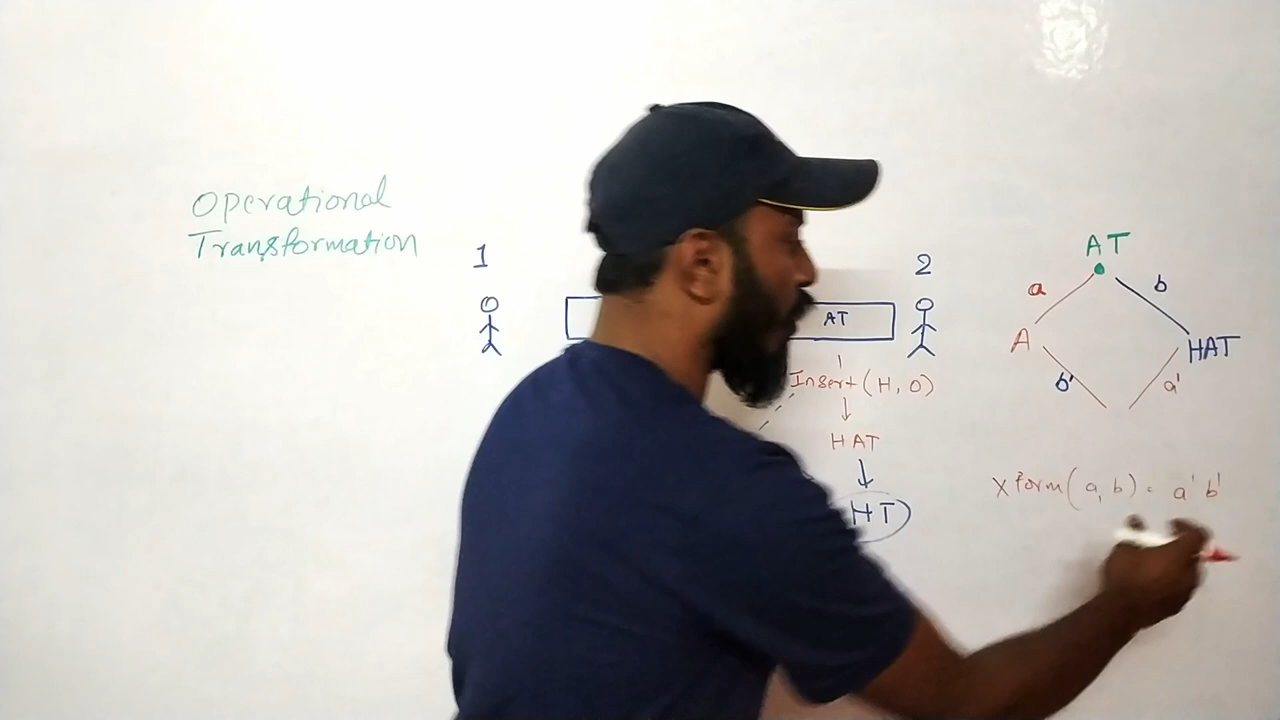 Operational
Transformation
1
2
AT
Insert(H,0)
HAT
HT
AT
a
b
A
HAT
b'
a'
xform(a,b) = a' b'